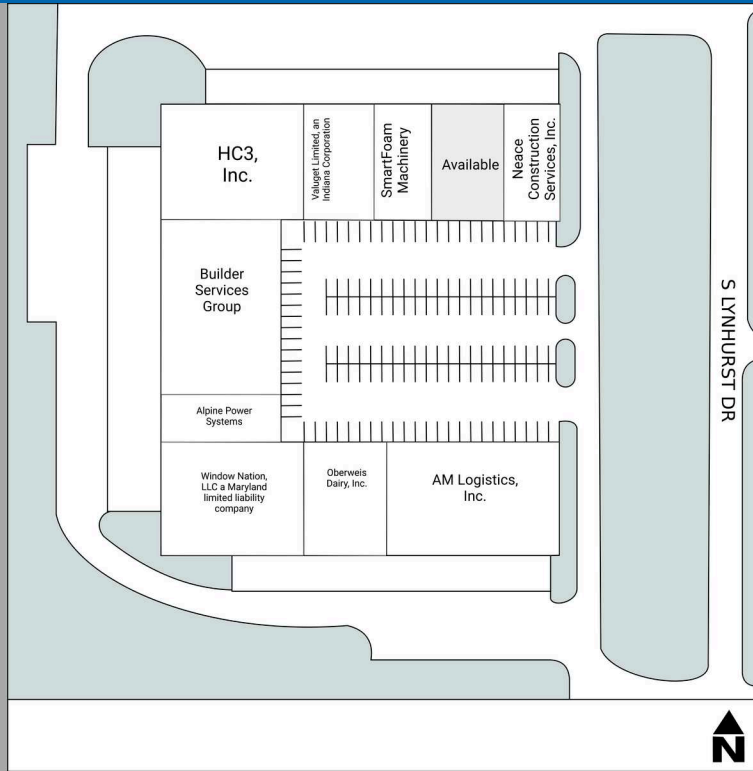 HC3,
Inc.
Valuget Limited, an
Indiana Corporation
SmartFoam
Machinery
Available
Neace
Construction
Services, Inc.
Builder
Services
Group
Alpine Power
Systems
Window Nation,
LLC a Maryland
limited liability
company
Oberweis
Dairy, Inc.
AM Logistics,
Inc.
S LYNHURST DR
N